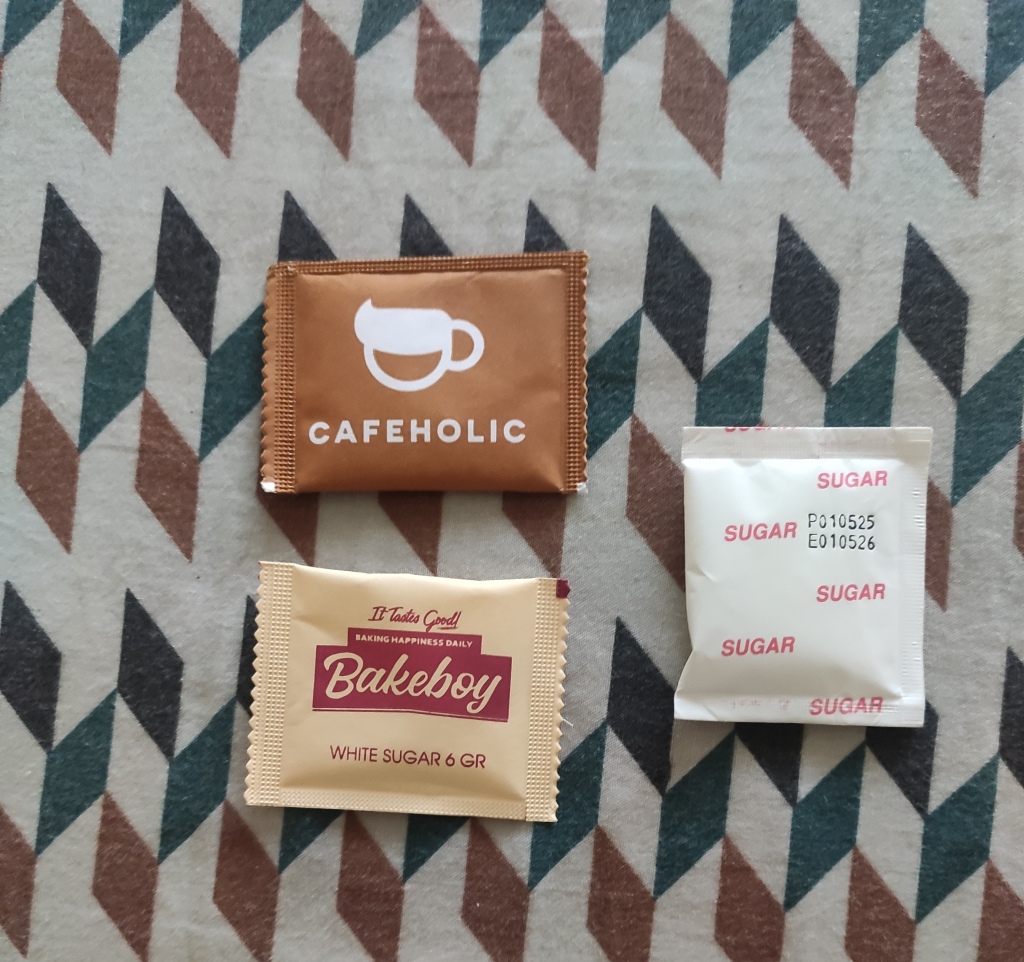 CAFEHOLIC
It Tastes Good!
BAKING HAPPINESS DAILY
Bakeboy
WHITE SUGAR 6 GR
SUGAR
SUGAR
SUGAR P010525
E010526
SUGAR
SUGAR
SUGAR